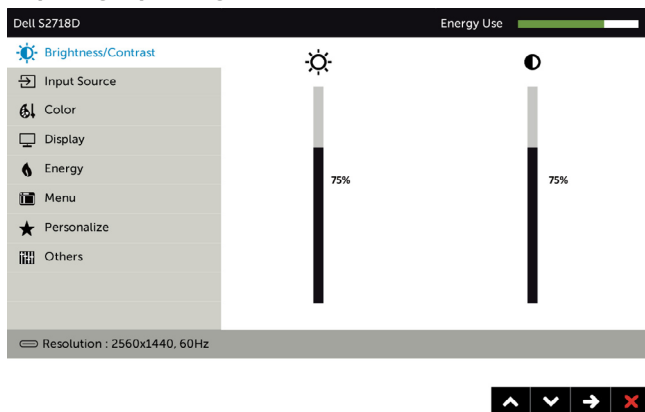 Dell S2718D Energy Use
Brightness/Contrast
Input Source
Color
Display
Energy
Menu
Personalize
Others
75% 75%
Resolution : 2560x1440, 60Hz